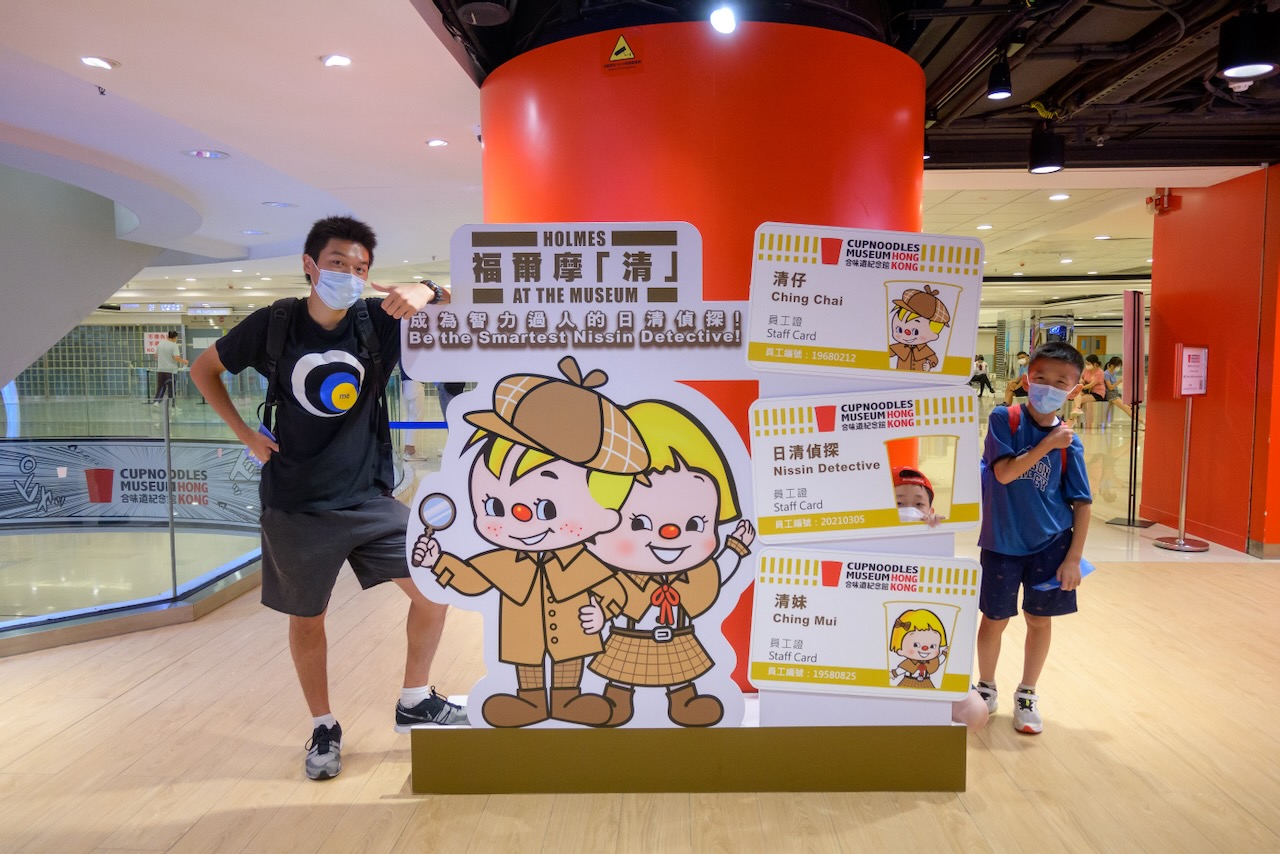 HOLMES
福爾摩「清」
AT THE MUSEUM
成為智力過人的日清偵探！
Be the Smartest Nissin Detective!
CUPNOODLES
MUSEUM HONG
合味道紀念館 KONG
清仔
Ching Chai
員工證
Staff Card
員工編號：19680212
CUPNOODLES
MUSEUM HONG
合味道紀念館 KONG
日清偵探
Nissin Detective
員工證
Staff Card
員工編號：20210305
CUPNOODLES
MUSEUM HONG
合味道紀念館 KONG
清妹
Ching Mui
員工證
Staff Card
員工編號：19580825
CUPNOODLES
MUSEUM HONG
合味道紀念館 KONG
me